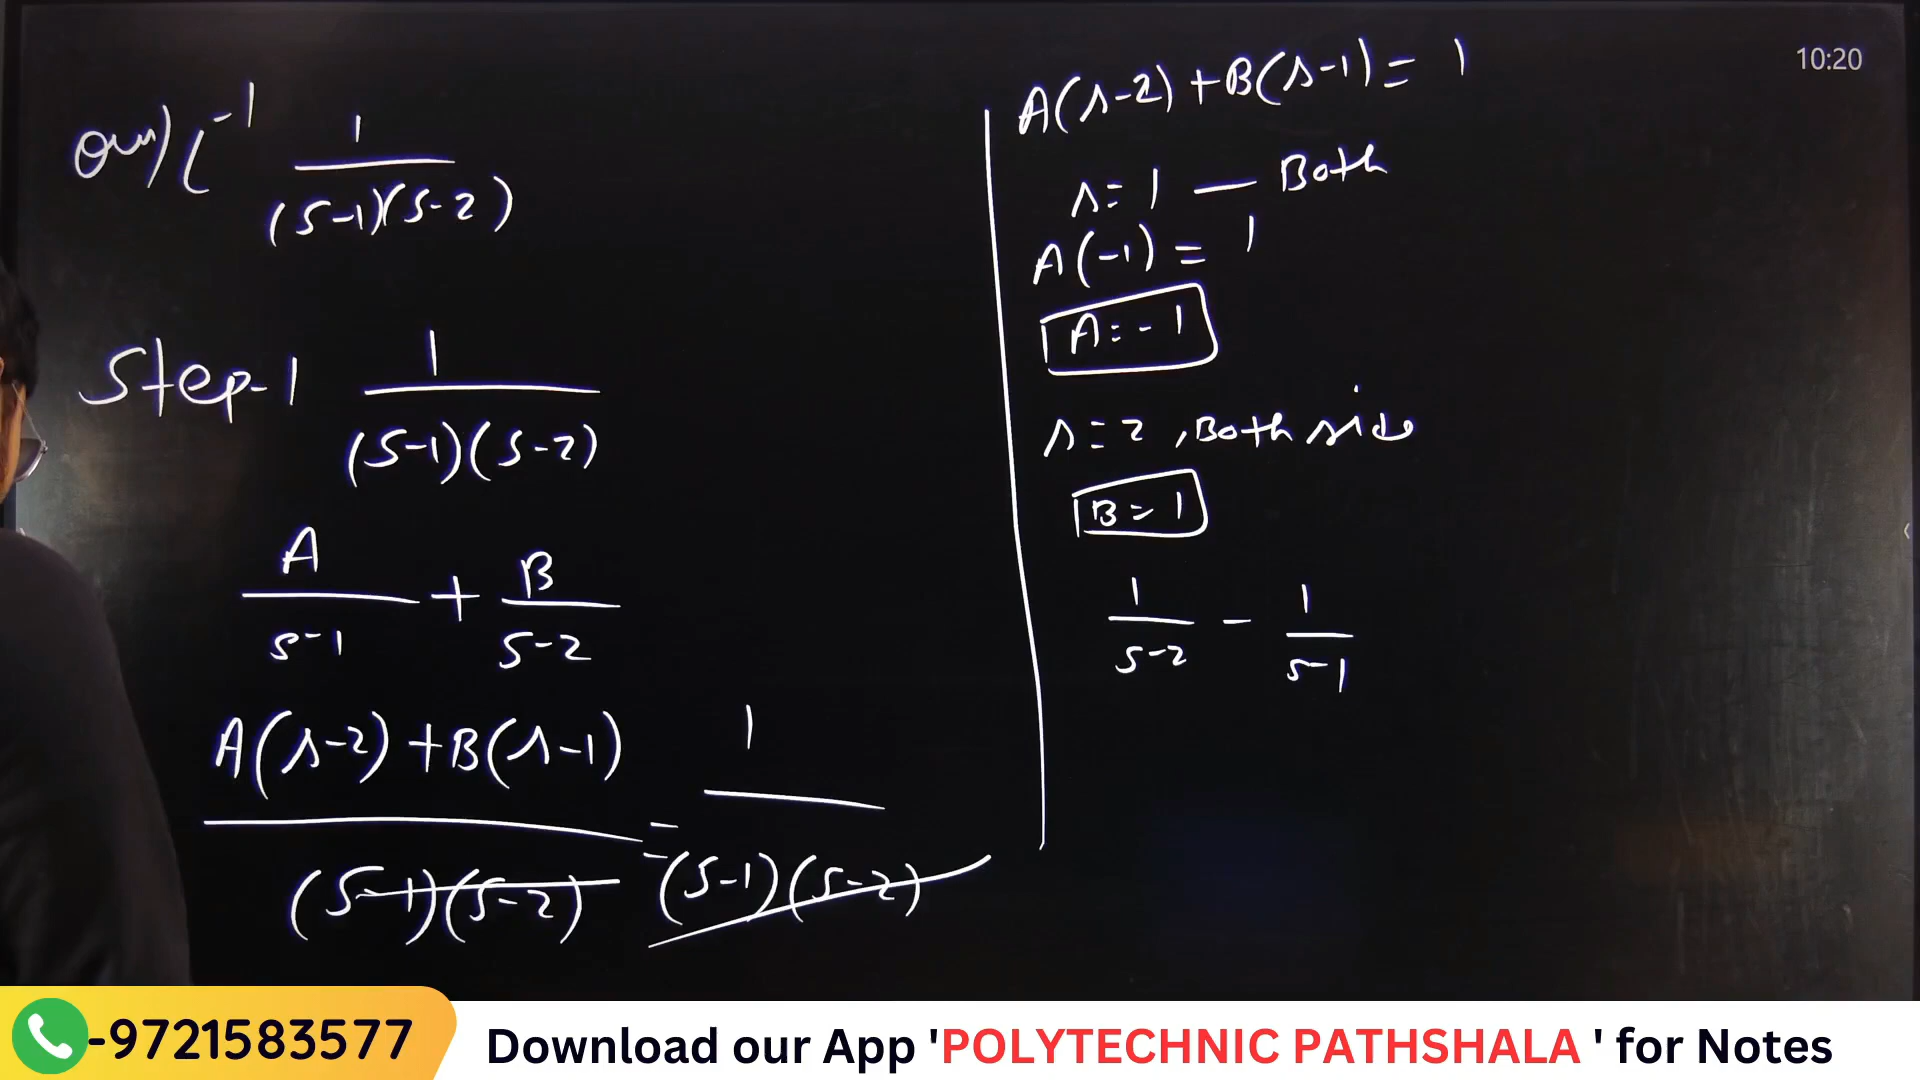 Que) L⁻¹ 1/((s-1)(s-2))
Step-1 1/((s-1)(s-2))
A/(s-1) + B/(s-2)
(A(s-2) + B(s-1))/((s-1)(s-2)) = 1/((s-1)(s-2))
A(s-2) + B(s-1) = 1
s = 1 — Both
A(-1) = 1
A = -1
s = 2, Both side
B = 1
1/(s-2) - 1/(s-1)
10:20
-9721583577
Download our App 'POLYTECHNIC PATHSHALA ' for Notes